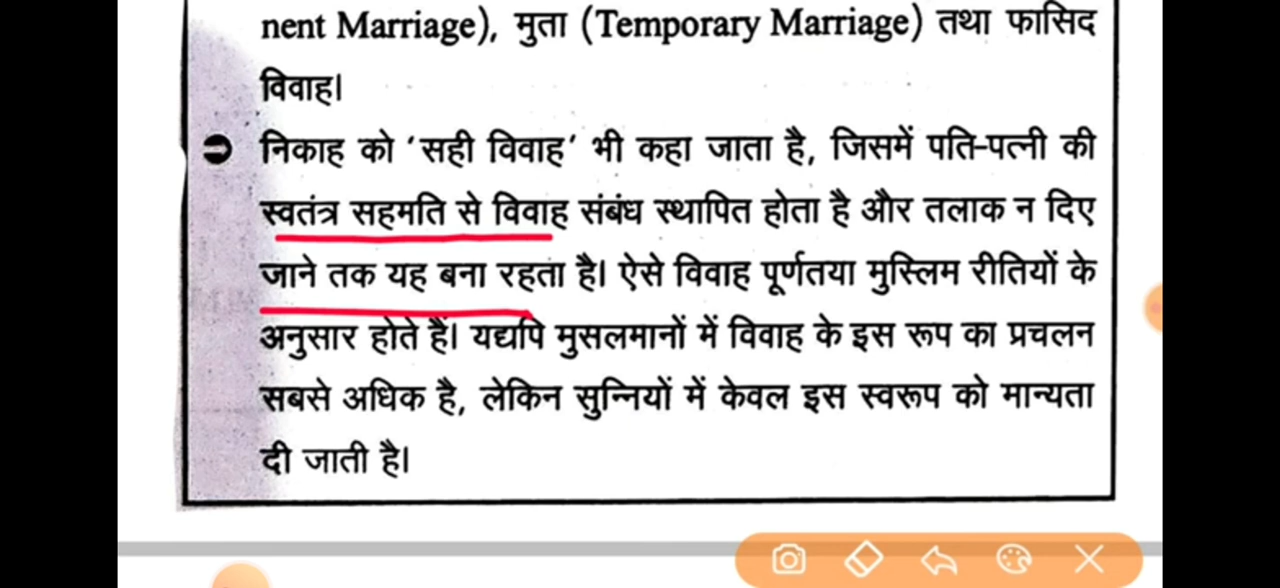 nent Marriage), मुता (Temporary Marriage) तथा फासिद
विवाह।
निकाह को ‘सही विवाह’ भी कहा जाता है, जिसमें पति-पत्नी की
स्वतंत्र सहमति से विवाह संबंध स्थापित होता है और तलाक न दिए
जाने तक यह बना रहता है। ऐसे विवाह पूर्णतया मुस्लिम रीतियों के
अनुसार होते हैं। यद्यपि मुसलमानों में विवाह के इस रूप का प्रचलन
सबसे अधिक है, लेकिन सुन्नियों में केवल इस स्वरूप को मान्यता
दी जाती है।